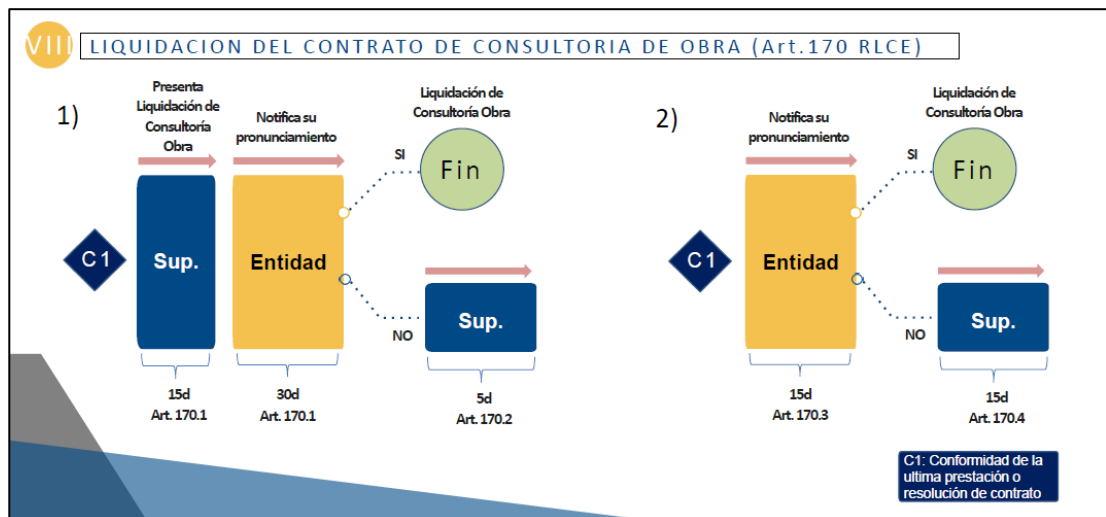 VIII
LIQUIDACION DEL CONTRATO DE CONSULTORIA DE OBRA (Art.170 RLCE)
1)
Presenta
Liquidación de
Consultoría
Obra
Notifica su
pronunciamiento
Liquidación de
Consultoría Obra
SI
Fin
C1
Sup.
Entidad
NO
Sup.
15d
Art. 170.1
30d
Art. 170.1
5d
Art. 170.2
2)
Notifica su
pronunciamiento
Liquidación de
Consultoría Obra
SI
Fin
C1
Entidad
NO
Sup.
15d
Art. 170.3
15d
Art. 170.4
C1: Conformidad de la
ultima prestación o
resolución de contrato